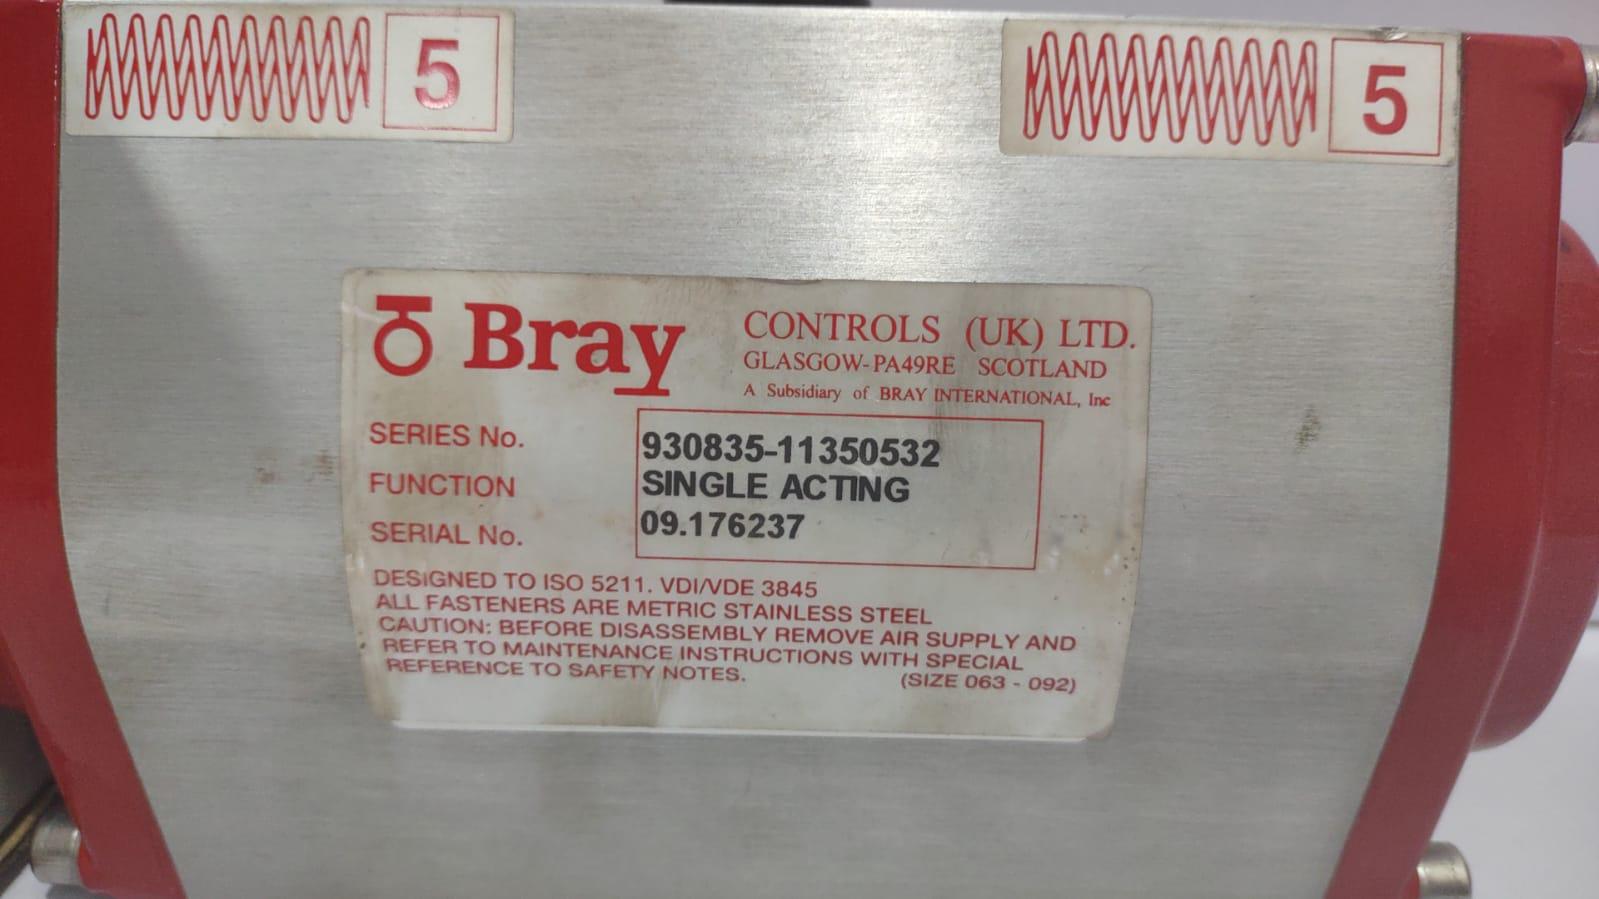 5
5
Bray
CONTROLS (UK) LTD.
GLASGOW-PA49RE SCOTLAND
A Subsidiary of BRAY INTERNATIONAL, Inc
SERIES No. 930835-11350532
FUNCTION SINGLE ACTING
SERIAL No. 09.176237
DESIGNED TO ISO 5211. VDI/VDE 3845
ALL FASTENERS ARE METRIC STAINLESS STEEL
CAUTION: BEFORE DISASSEMBLY REMOVE AIR SUPPLY AND
REFER TO MAINTENANCE INSTRUCTIONS WITH SPECIAL
REFERENCE TO SAFETY NOTES. (SIZE 063 - 092)